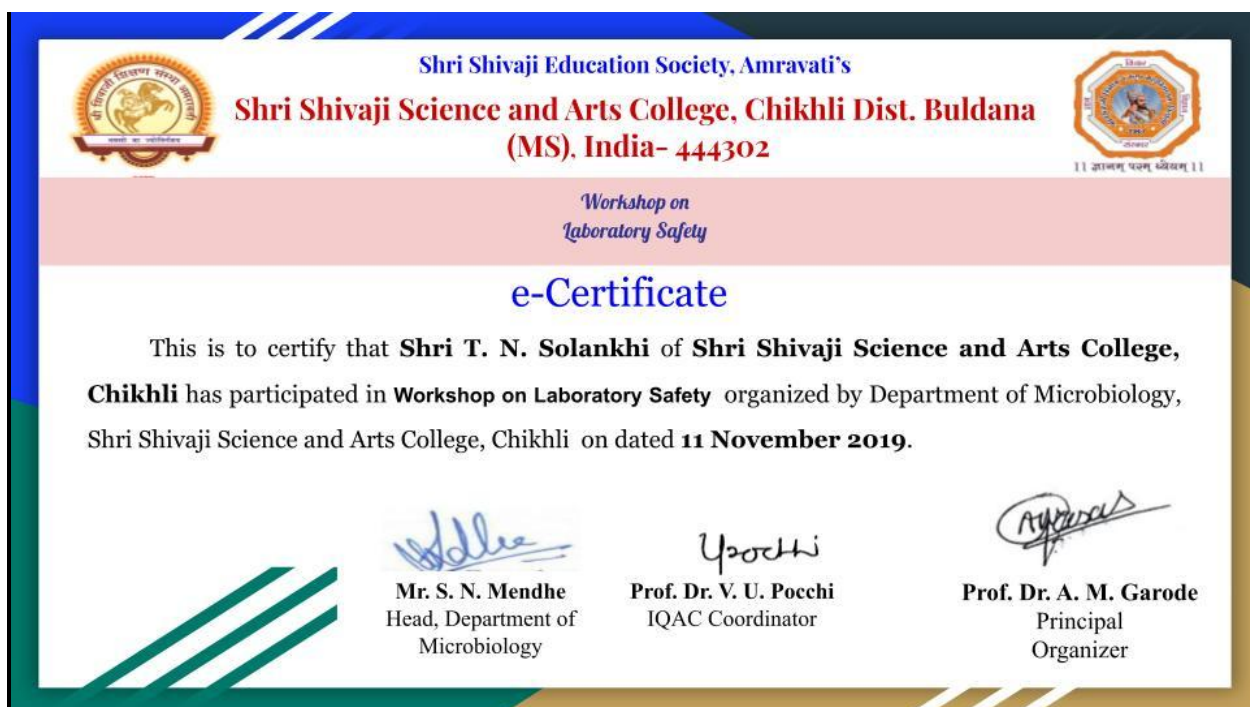 Shri Shivaji Education Society, Amravati's
Shri Shivaji Science and Arts College, Chikhli Dist. Buldana
(MS), India- 444302
|| ज्ञानम् परम् ध्येयम् ||
Workshop on
Laboratory Safety
e-Certificate
This is to certify that Shri T. N. Solankhi of Shri Shivaji Science and Arts College,
Chikhli has participated in Workshop on Laboratory Safety organized by Department of Microbiology,
Shri Shivaji Science and Arts College, Chikhli on dated 11 November 2019.
Mr. S. N. Mendhe
Head, Department of
Microbiology
Prof. Dr. V. U. Pocchi
IQAC Coordinator
Prof. Dr. A. M. Garode
Principal
Organizer